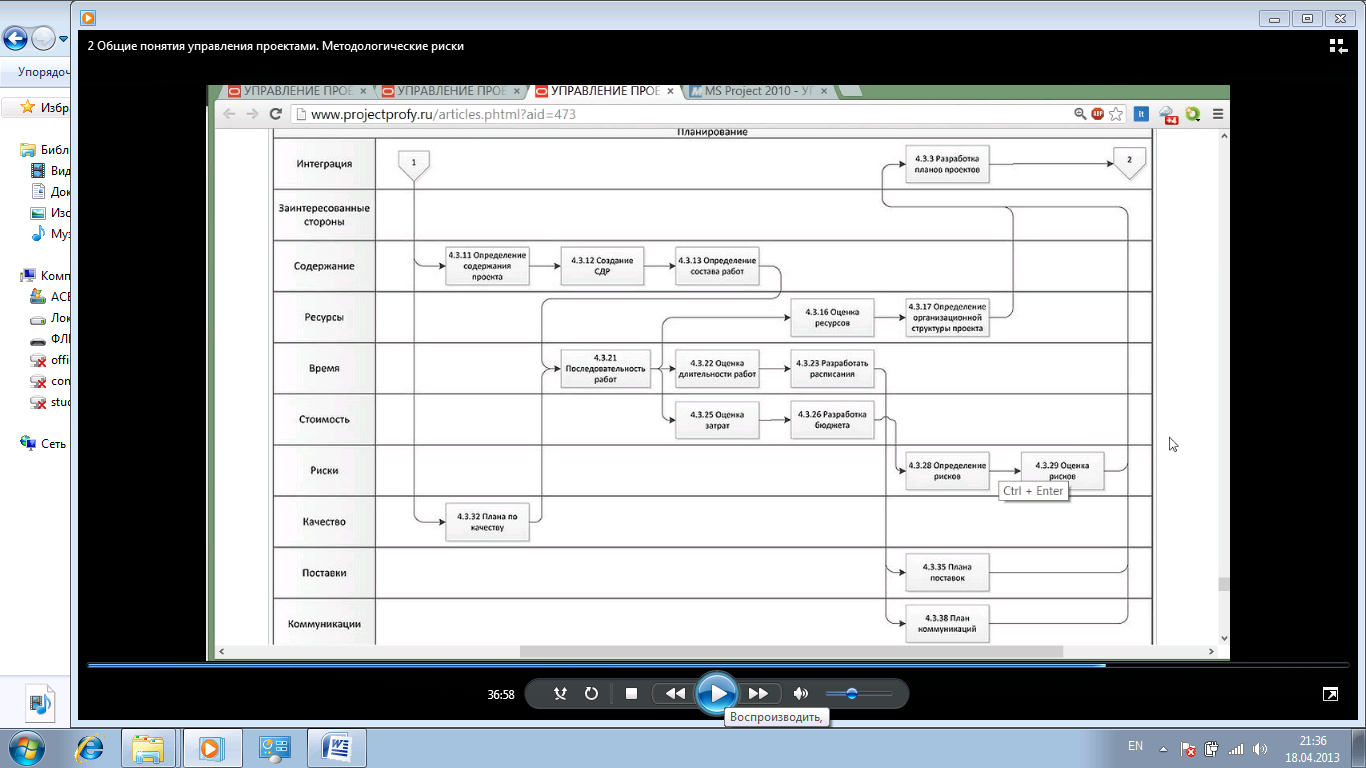 Упорядоч
Избр
Библ
Вид
Док
Изо
Муз
Комп
ACE
Лок
ФЛ
offi
con
stud
Сеть
2 Общие понятия управления проектами. Методологические риски
УПРАВЛЕНИЕ ПРОЕ
УПРАВЛЕНИЕ ПРОЕ
УПРАВЛЕНИЕ ПРОЕ
MS Project 2010 - УП
www.projectprofy.ru/articles.phtml?aid=473
ABP
lt
+4
Планирование
Интеграция
1
4.3.3 Разработка
планов проектов
2
Заинтересованные
стороны
Содержание
4.3.11 Определение
содержания
проекта
4.3.12 Создание
СДР
4.3.13 Определение
состава работ
Ресурсы
4.3.16 Оценка
ресурсов
4.3.17 Определение
организационной
структуры проекта
Время
4.3.21
Последовательность
работ
4.3.22 Оценка
длительности работ
4.3.23 Разработать
расписания
Стоимость
4.3.25 Оценка
затрат
4.3.26 Разработка
бюджета
Риски
4.3.28 Определение
рисков
4.3.29 Оценка
рисков
Ctrl + Enter
Качество
4.3.32 Плана по
качеству
Поставки
4.3.35 Плана
поставок
Коммуникации
4.3.38 План
коммуникаций
36:58
Воспроизводить,
EN
21:36
18.04.2013